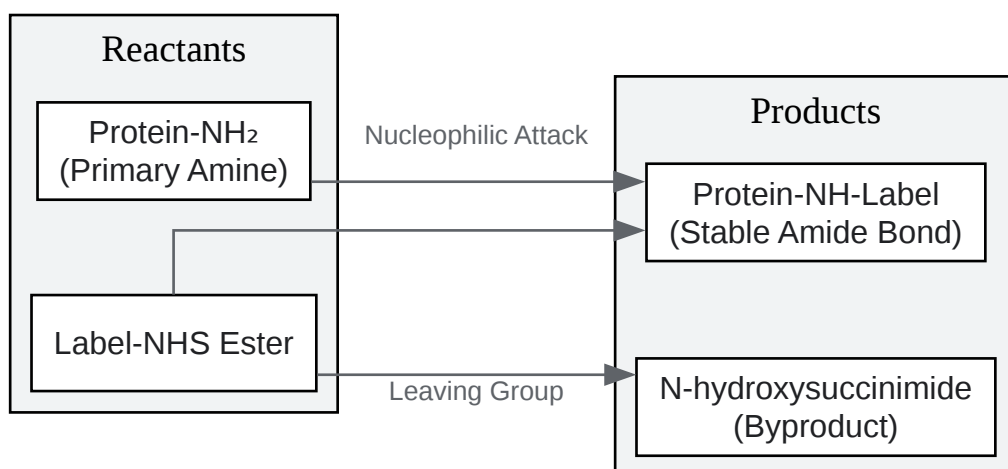 Reactants
Protein-NH₂
(Primary Amine)
Label-NHS Ester
Nucleophilic Attack
Leaving Group
Products
Protein-NH-Label
(Stable Amide Bond)
N-hydroxysuccinimide
(Byproduct)